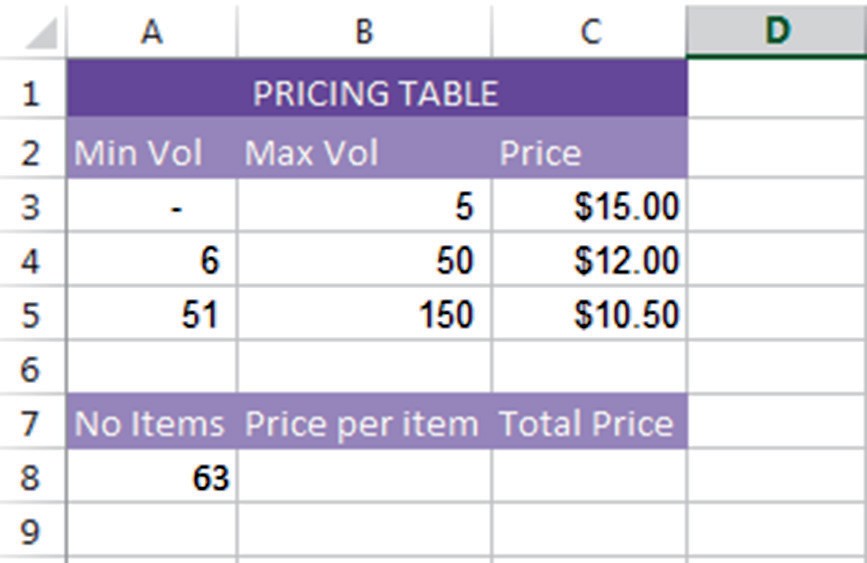 A B C D
1 PRICING TABLE
2 Min Vol Max Vol Price
3 - 5 $15.00
4 6 50 $12.00
5 51 150 $10.50
6
7 No Items Price per item Total Price
8 63
9